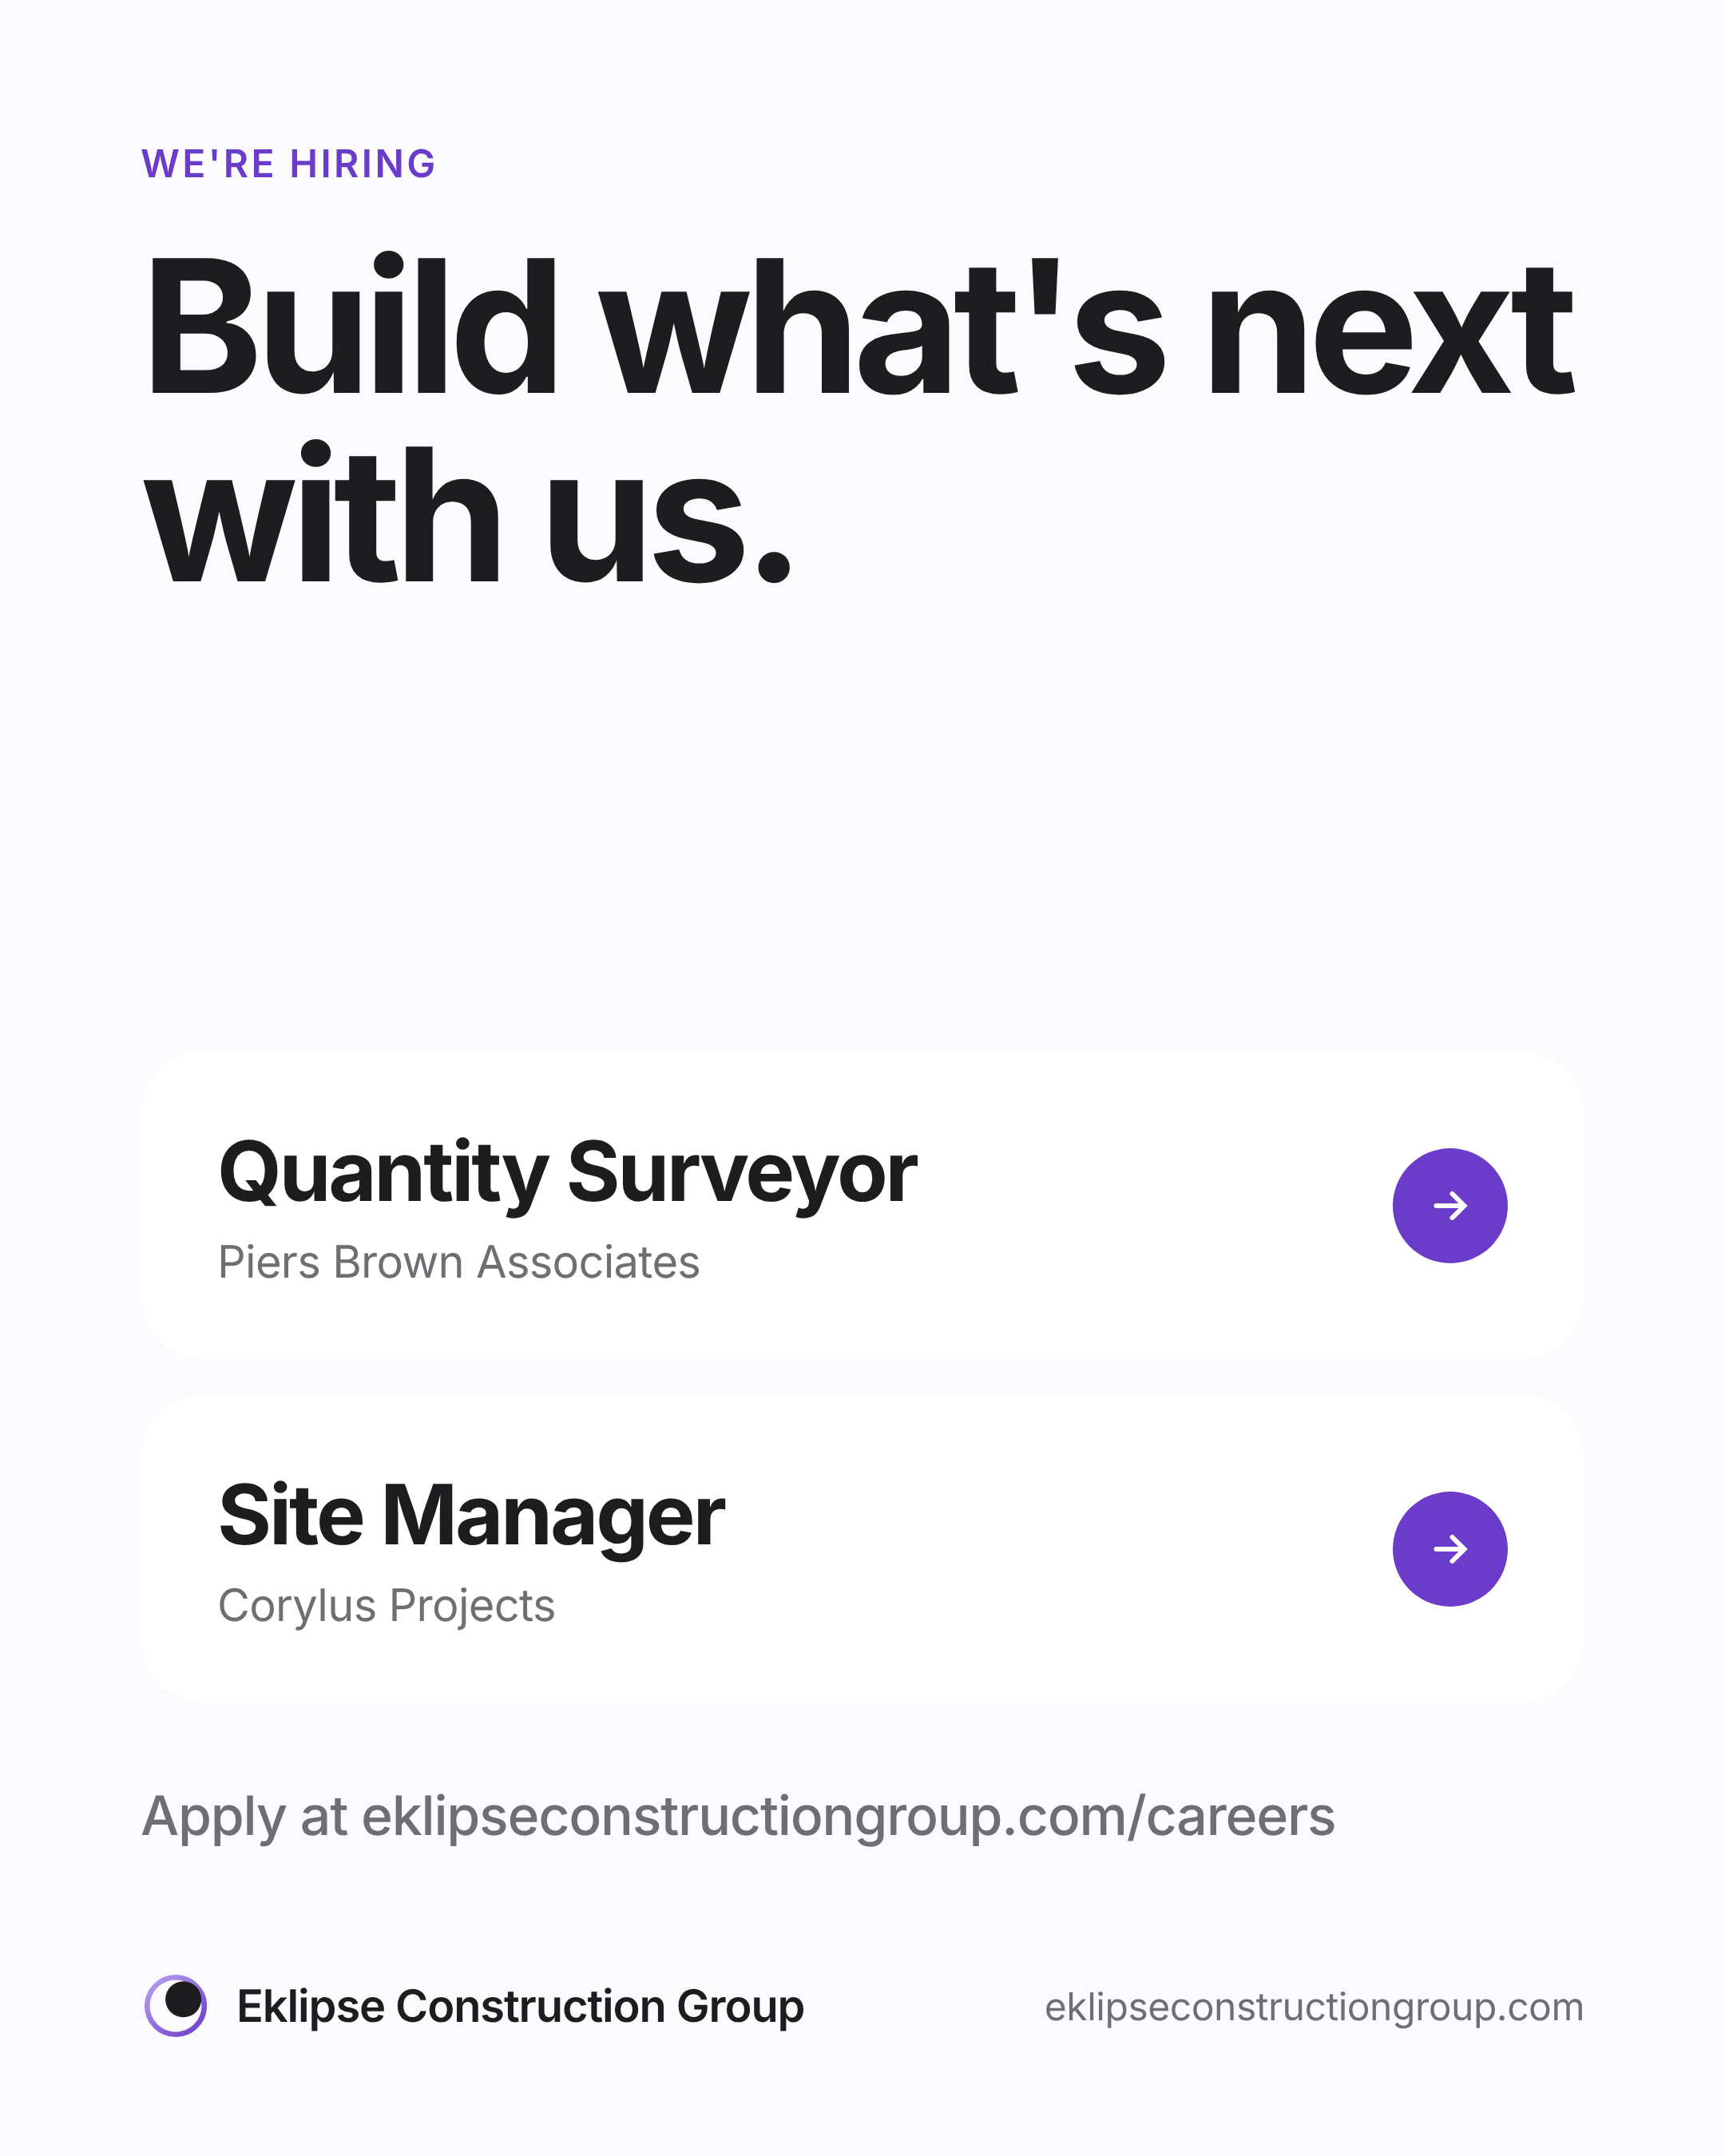 WE'RE HIRING
Build what's next
with us.
Quantity Surveyor
Piers Brown Associates
Site Manager
Corylus Projects
Apply at eklipseconstructiongroup.com/careers
Eklipse Construction Group
eklipseconstructiongroup.com